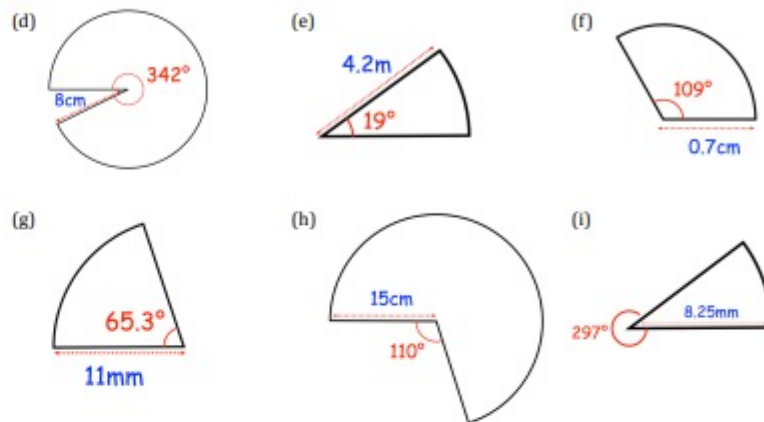 (d)
342°
8cm
(e)
4.2m
19°
(f)
109°
0.7cm
(g)
65.3°
11mm
(h)
15cm
110°
(i)
297°
8.25mm